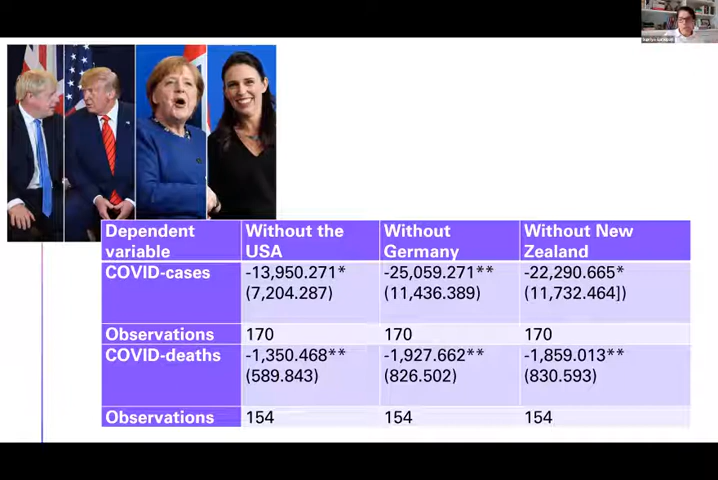 Dependent variable Without the USA Without Germany Without New Zealand
COVID-cases -13,950.271* -25,059.271** -22,290.665*
(7,204.287) (11,436.389) (11,732.464])
Observations 170 170 170
COVID-deaths -1,350.468** -1,927.662** -1,859.013**
(589.843) (826.502) (830.593)
Observations 154 154 154